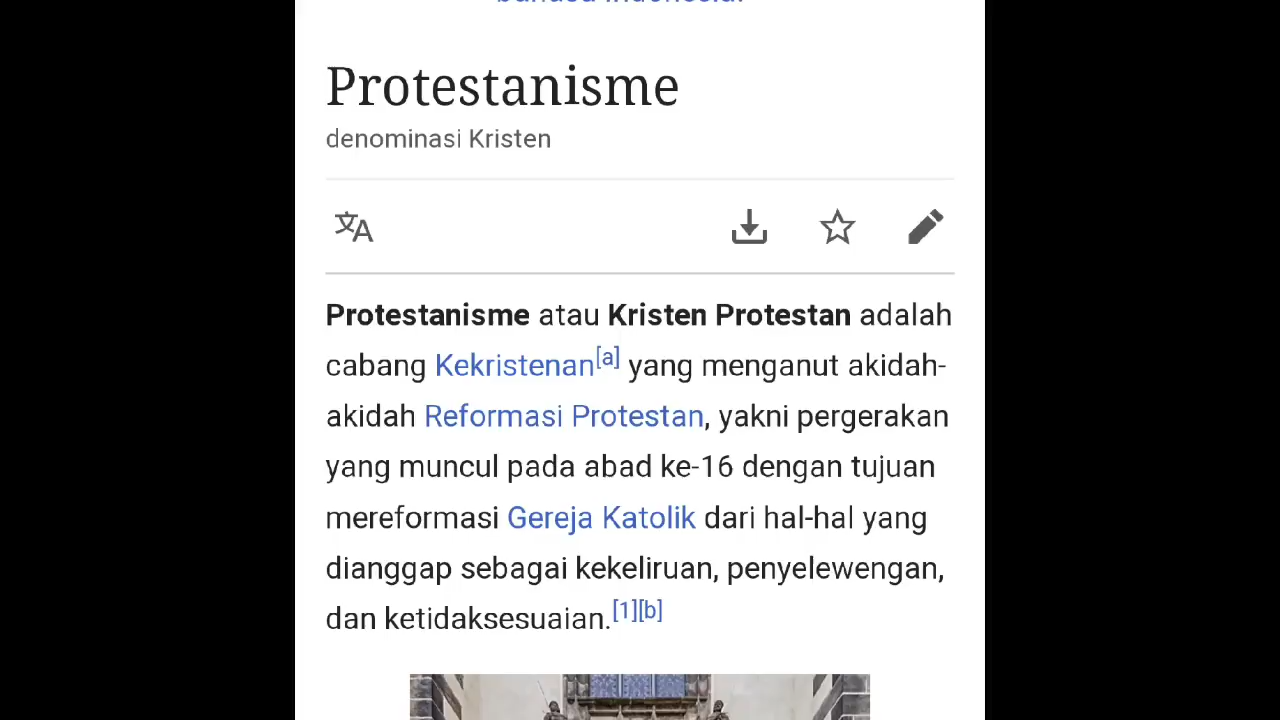 Protestanisme
denominasi Kristen
Protestanisme atau Kristen Protestan adalah
cabang Kekristenan[a] yang menganut akidah-
akidah Reformasi Protestan, yakni pergerakan
yang muncul pada abad ke-16 dengan tujuan
mereformasi Gereja Katolik dari hal-hal yang
dianggap sebagai kekeliruan, penyelewengan,
dan ketidaksesuaian.[1][b]